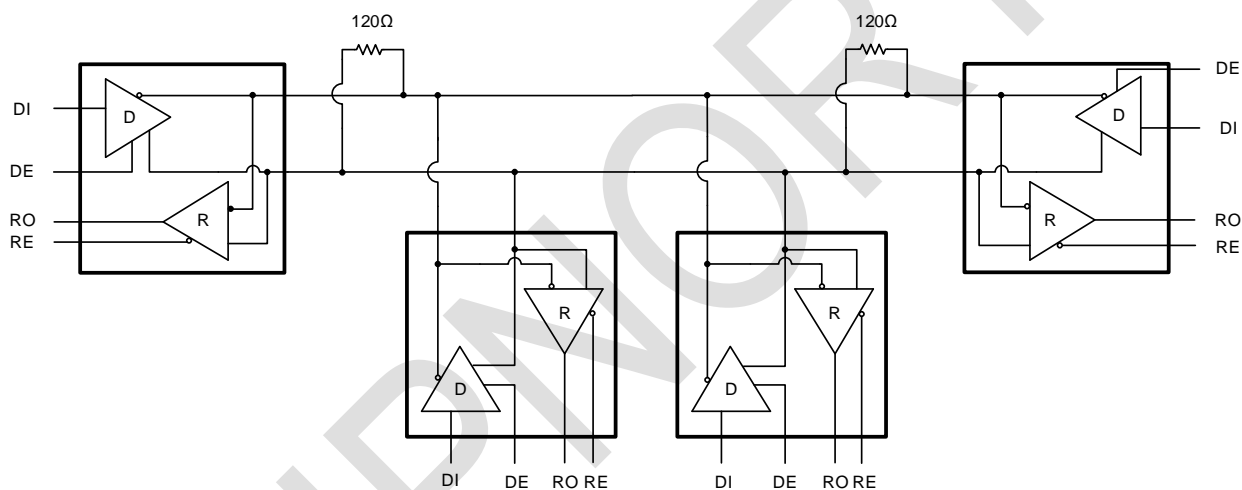 120Ω 120Ω
DI D D DE
DI
DE
RO R R RO
RE RE
R R
D D
DI DE RO RE DI DE RO RE